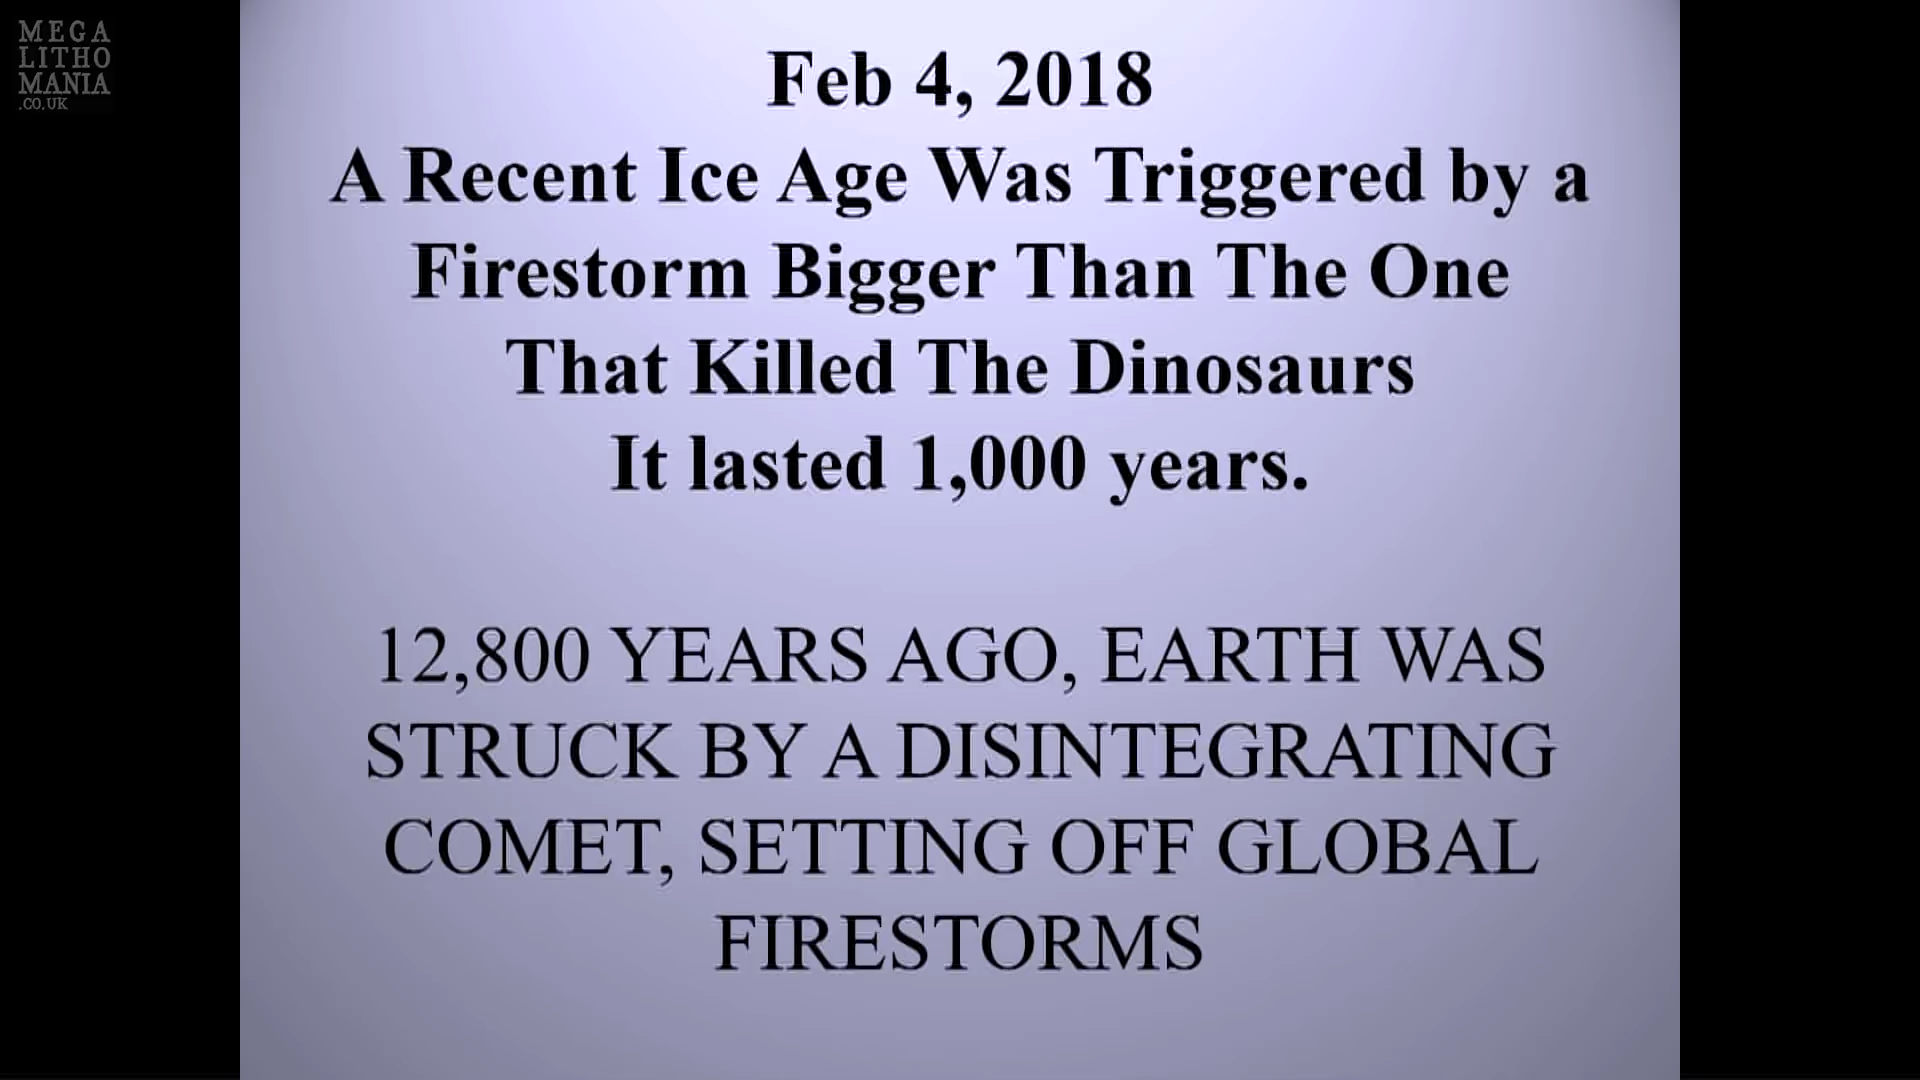 MEGA
LITHO
MANIA
.CO.UK
Feb 4, 2018
A Recent Ice Age Was Triggered by a
Firestorm Bigger Than The One
That Killed The Dinosaurs
It lasted 1,000 years.
12,800 YEARS AGO, EARTH WAS
STRUCK BY A DISINTEGRATING
COMET, SETTING OFF GLOBAL
FIRESTORMS